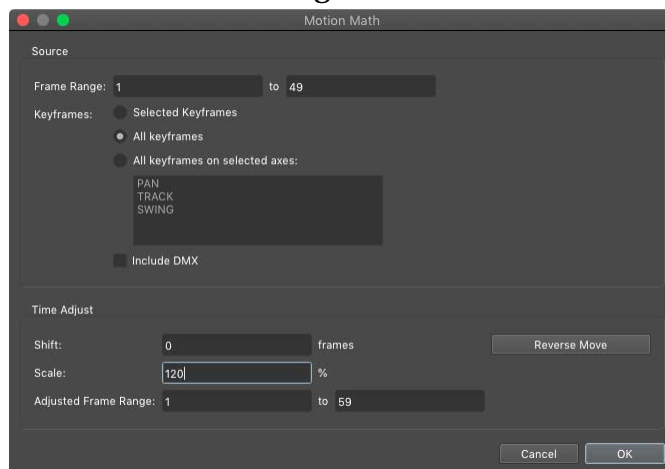 Motion Math
Source
Frame Range: 1 to 49
Keyframes: Selected Keyframes
All keyframes
All keyframes on selected axes:
PAN
TRACK
SWING
Include DMX
Time Adjust
Shift: 0 frames Reverse Move
Scale: 120 %
Adjusted Frame Range: 1 to 59
Cancel OK